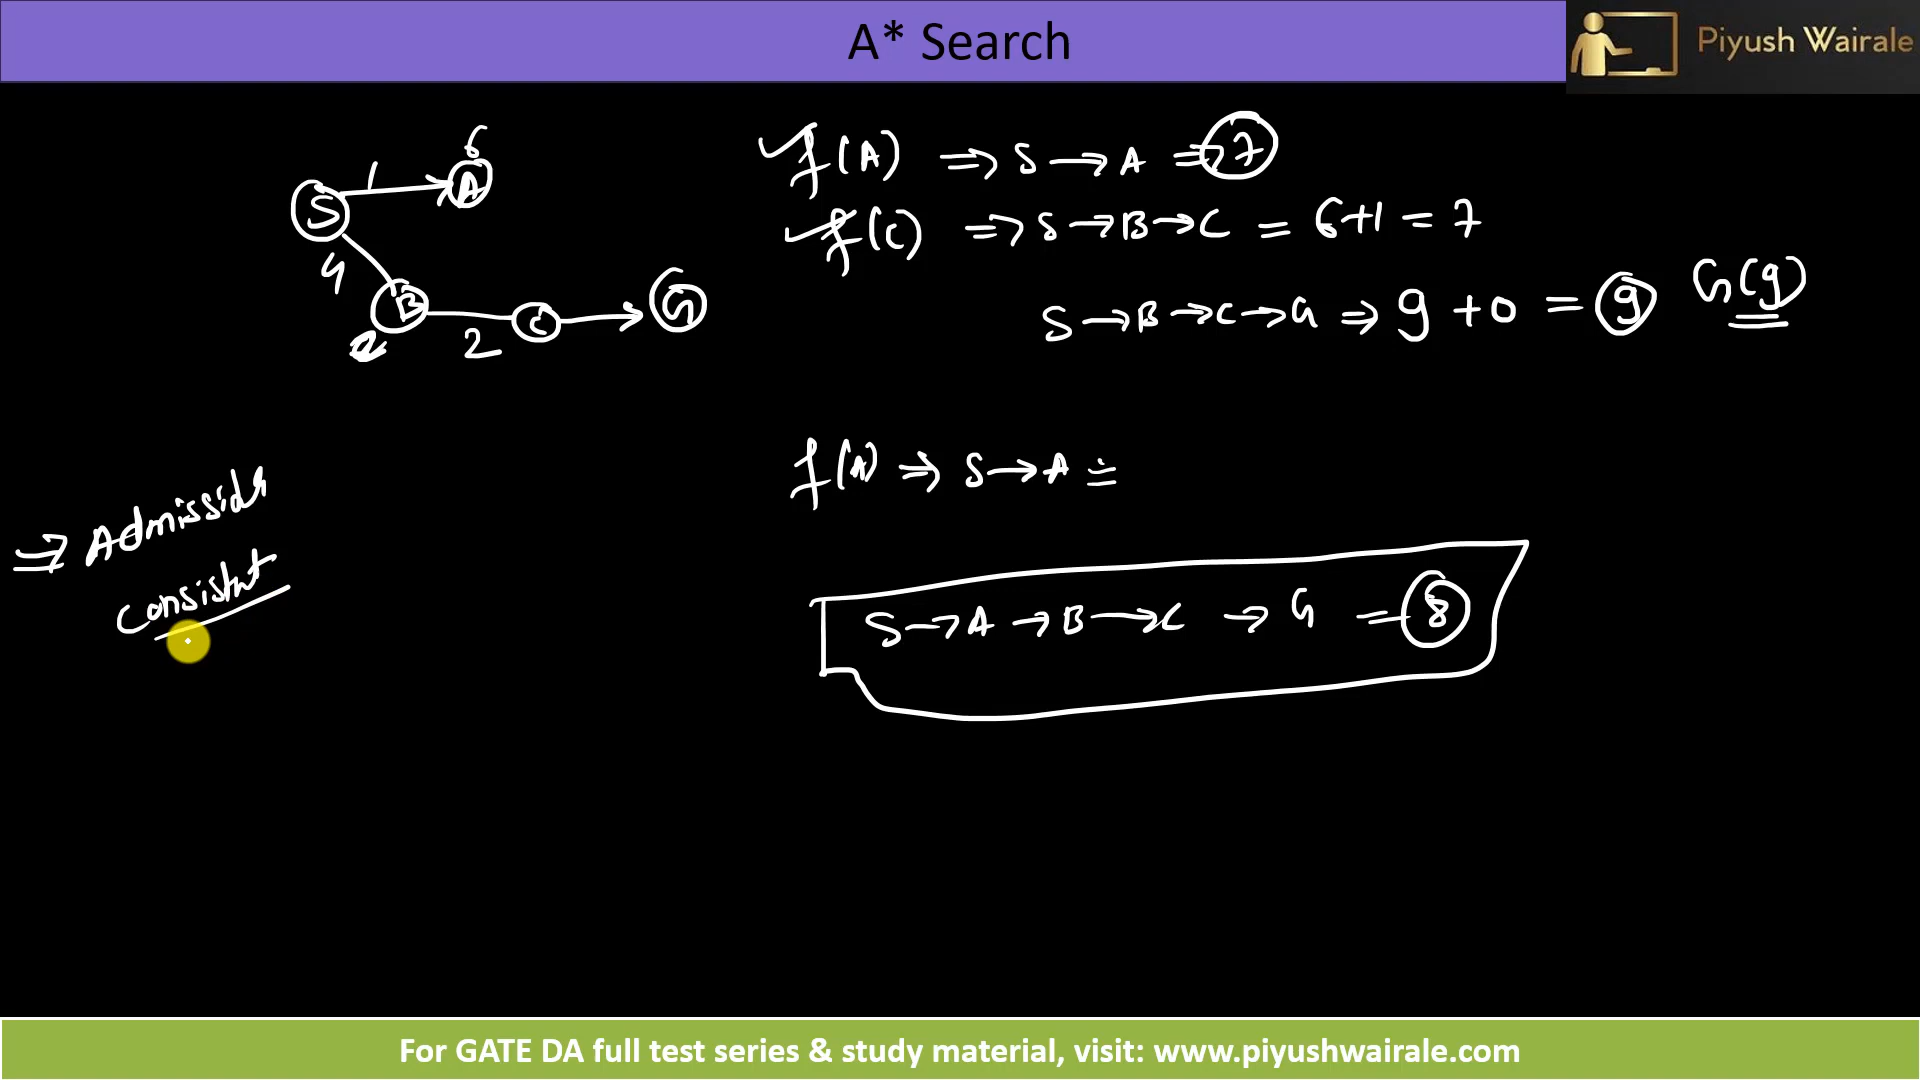 A* Search
Piyush Wairale
f(A) => S → A => 7
f(C) => S → B → C = 6+1 = 7
S → B → C → G => 9 + 0 = 9 G(9)
S 1 A 6
4 B 2 C G
f(A) => S → A =
=> Admissible
Consistent
S → A → B → C → G = 8
For GATE DA full test series & study material, visit: www.piyushwairale.com